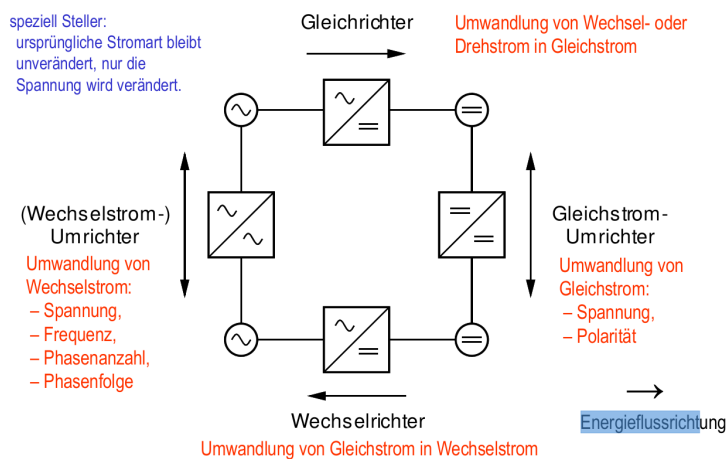 speziell Steller:
ursprüngliche Stromart bleibt
unverändert, nur die
Spannung wird verändert.
Gleichrichter
Umwandlung von Wechsel- oder
Drehstrom in Gleichstrom
(Wechselstrom-)
Umrichter
Umwandlung von
Wechselstrom:
– Spannung,
– Frequenz,
– Phasenanzahl,
– Phasenfolge
Gleichstrom-
Umrichter
Umwandlung von
Gleichstrom:
– Spannung,
– Polarität
Wechselrichter
Umwandlung von Gleichstrom in Wechselstrom
Energieflussrichtung